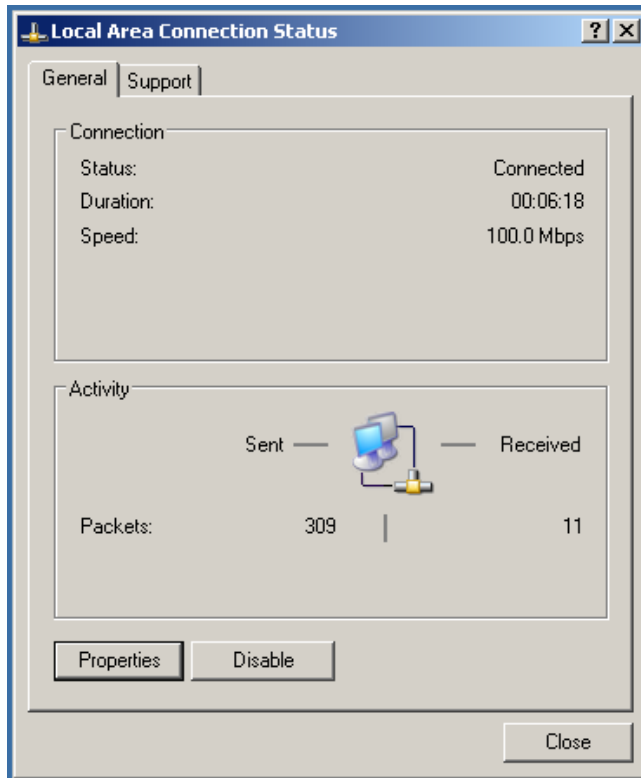 Local Area Connection Status
General Support
Connection
Status: Connected
Duration: 00:06:18
Speed: 100.0 Mbps
Activity
Sent Received
Packets: 309 11
Properties Disable
Close